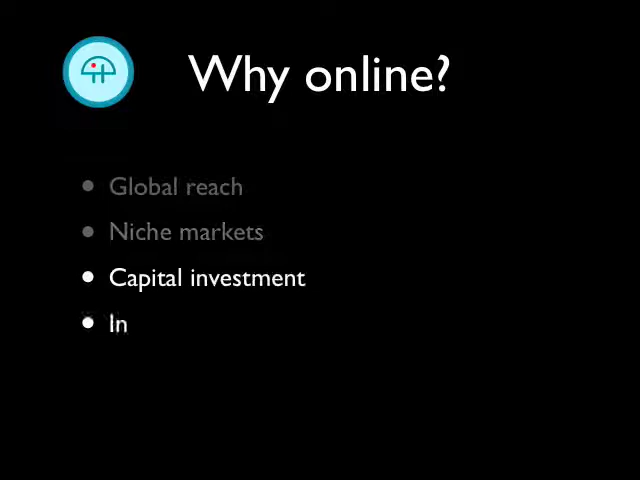 Why online?
Global reach
Niche markets
Capital investment
In